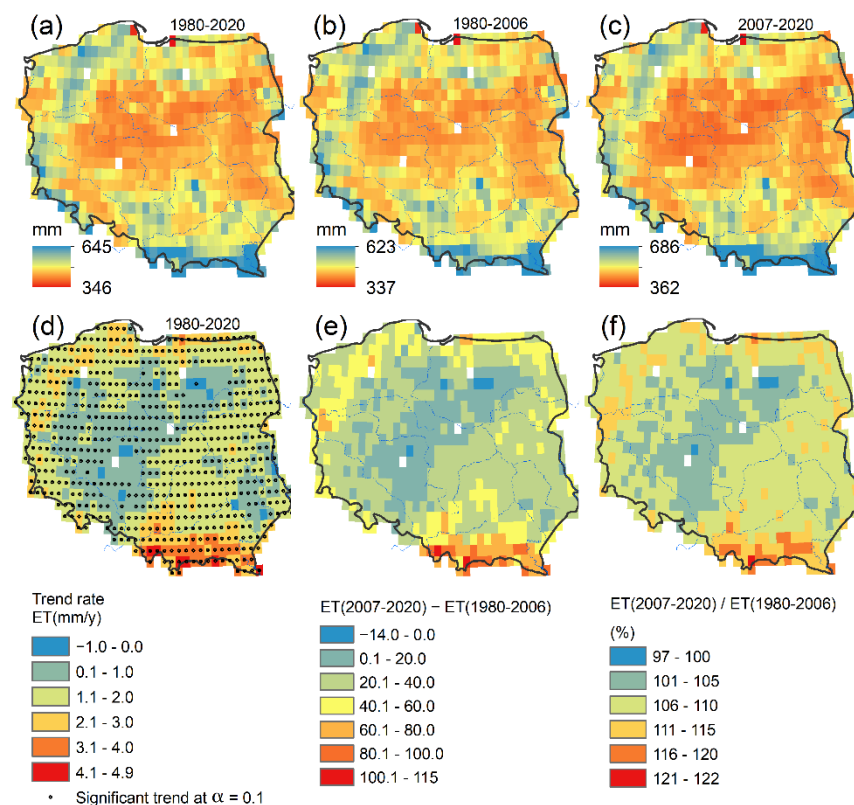 (a) 1980-2020
mm
645
346
(b) 1980-2006
mm
623
337
(c) 2007-2020
mm
686
362
(d) 1980-2020
(e)
(f)
Trend rate
ET(mm/y)
−1.0 - 0.0
0.1 - 1.0
1.1 - 2.0
2.1 - 3.0
3.1 - 4.0
4.1 - 4.9
• Significant trend at α = 0.1
ET(2007-2020) − ET(1980-2006)
−14.0 - 0.0
0.1 - 20.0
20.1 - 40.0
40.1 - 60.0
60.1 - 80.0
80.1 - 100.0
100.1 - 115
ET(2007-2020) / ET(1980-2006)
(%)
97 - 100
101 - 105
106 - 110
111 - 115
116 - 120
121 - 122